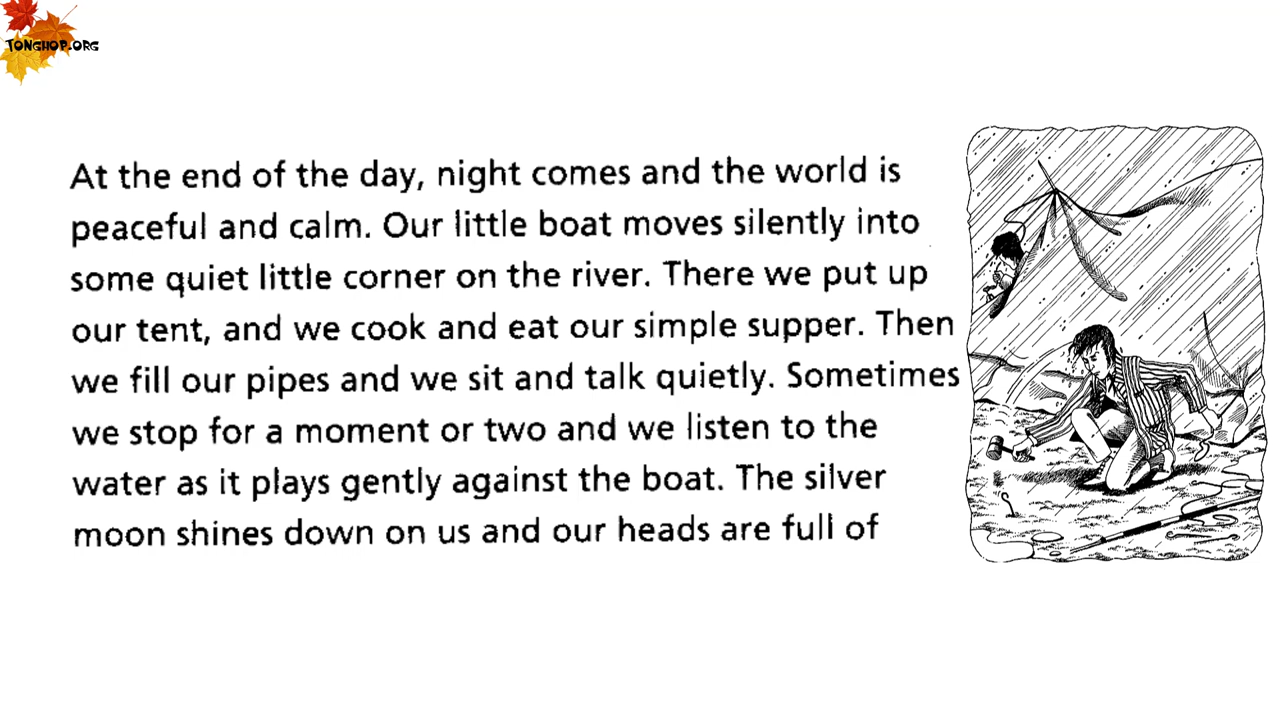 TONGHOP.ORG
At the end of the day, night comes and the world is
peaceful and calm. Our little boat moves silently into
some quiet little corner on the river. There we put up
our tent, and we cook and eat our simple supper. Then
we fill our pipes and we sit and talk quietly. Sometimes
we stop for a moment or two and we listen to the
water as it plays gently against the boat. The silver
moon shines down on us and our heads are full of